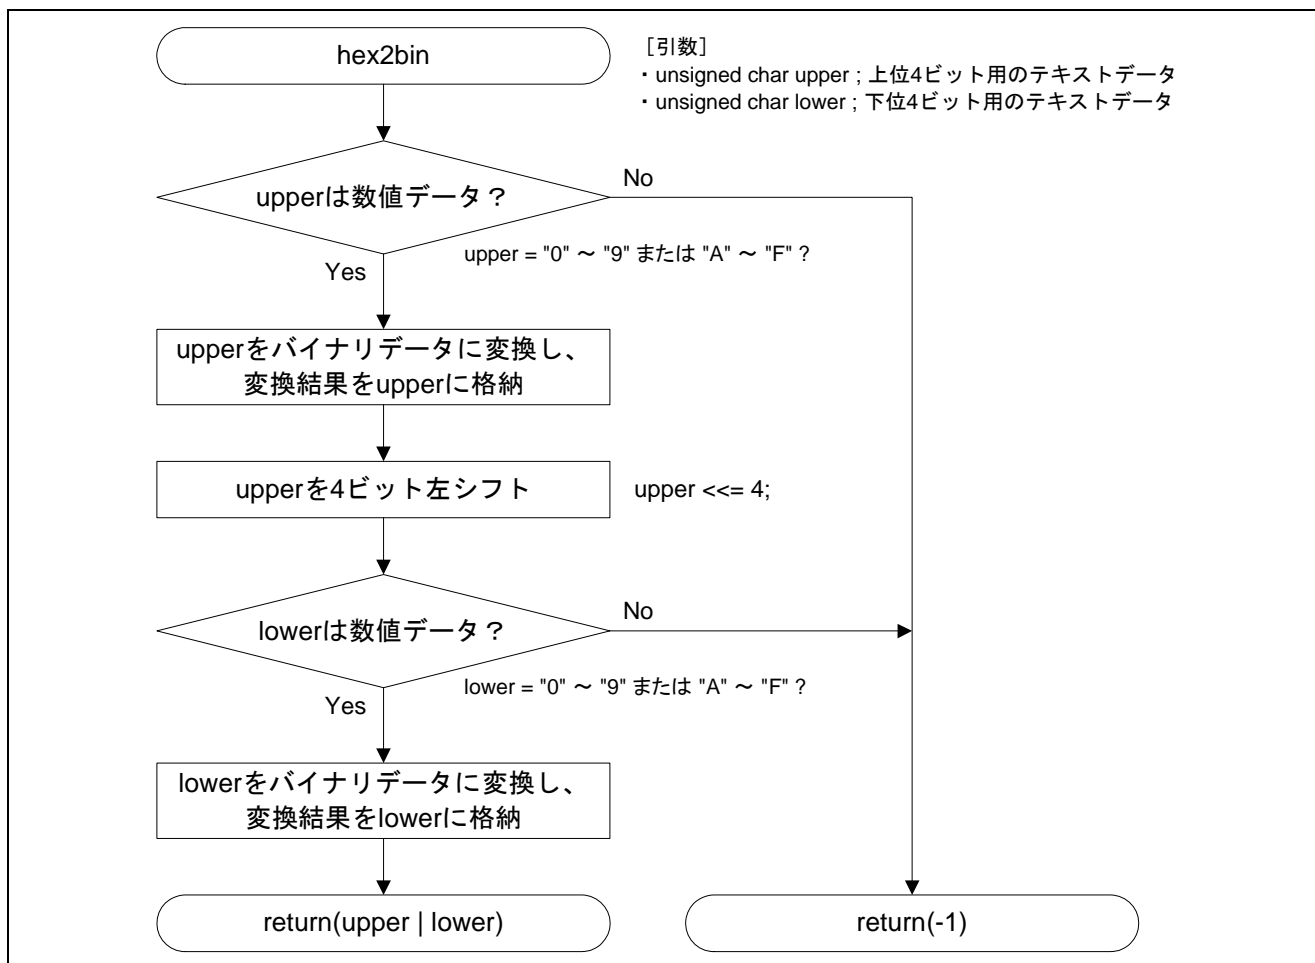 hex2bin
［引数］
・unsigned char upper ; 上位4ビット用のテキストデータ
・unsigned char lower ; 下位4ビット用のテキストデータ
upperは数値データ？
No
upper = "0" ～ "9" または "A" ～ "F" ?
Yes
upperをバイナリデータに変換し、
変換結果をupperに格納
upperを4ビット左シフト
upper <<= 4;
lowerは数値データ？
No
lower = "0" ～ "9" または "A" ～ "F" ?
Yes
lowerをバイナリデータに変換し、
変換結果をlowerに格納
return(upper | lower)
return(-1)